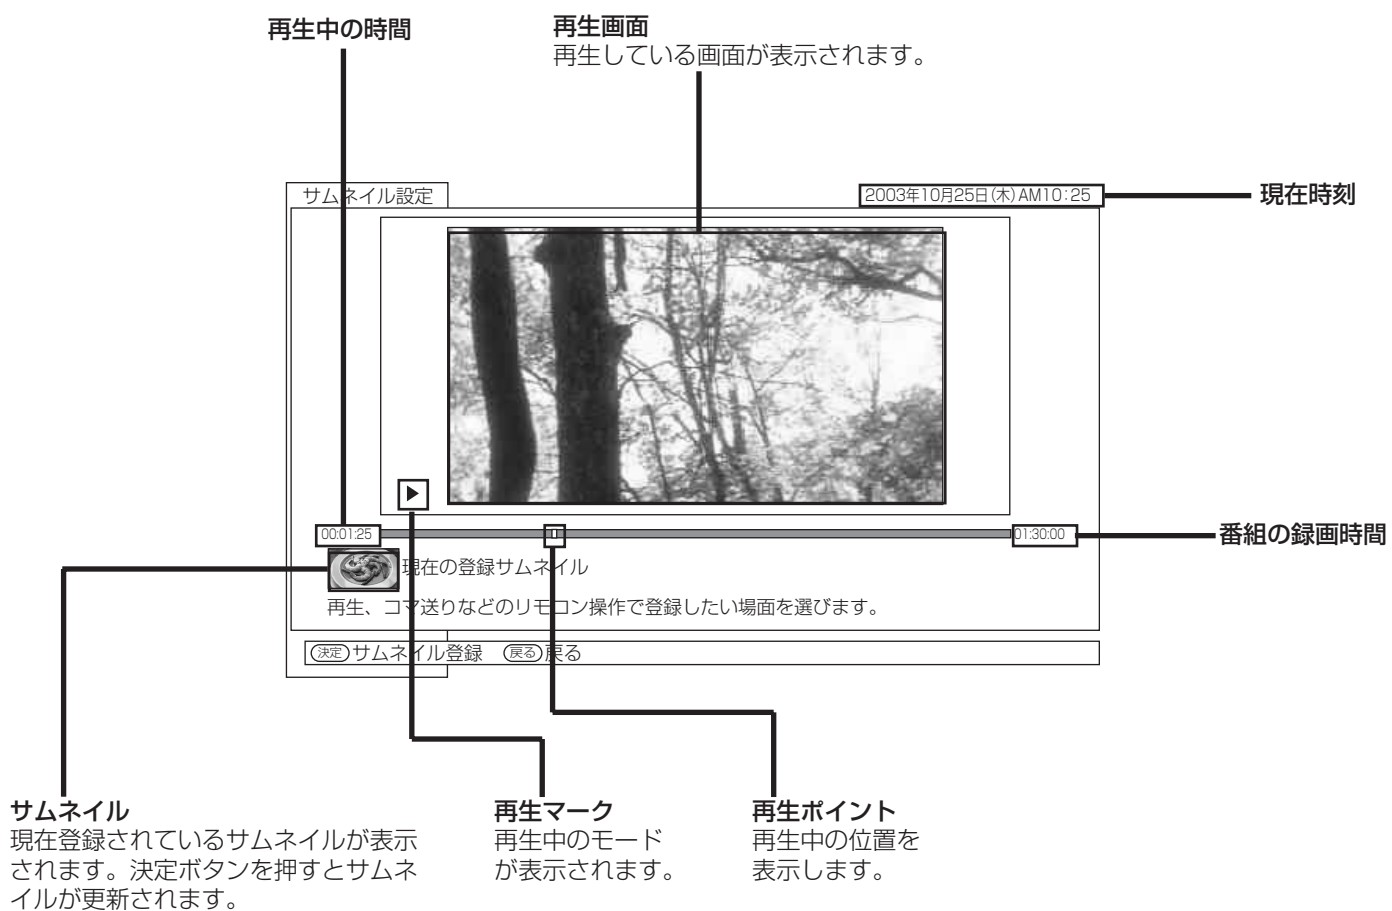 再生中の時間
再生画面
再生している画面が表示されます。
サムネイル設定
2003年10月25日(木)AM10:25
現在時刻
00:01:25
01:30:00
番組の録画時間
現在の登録サムネイル
再生、コマ送りなどのリモコン操作で登録したい場面を選びます。
決定 サムネイル登録 戻る 戻る
サムネイル
現在登録されているサムネイルが表示
されます。決定ボタンを押すとサムネ
イルが更新されます。
再生マーク
再生中のモード
が表示されます。
再生ポイント
再生中の位置を
表示します。